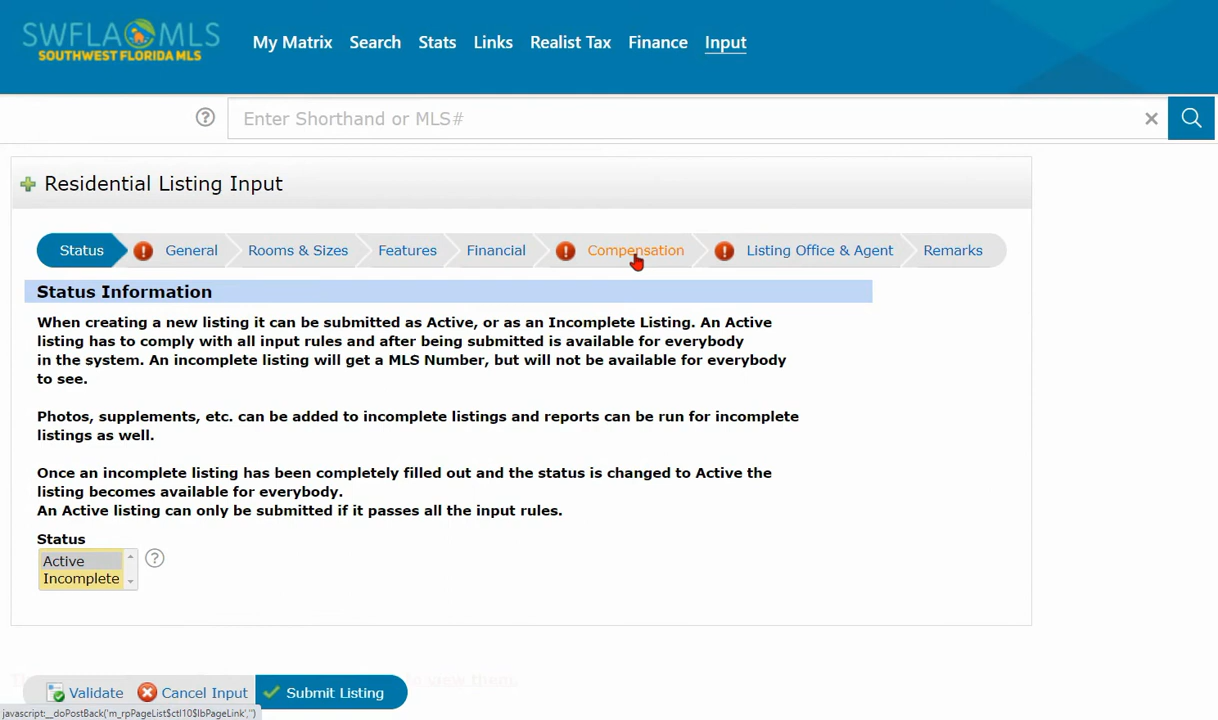 SWFLA MLS
SOUTHWEST FLORIDA MLS
My Matrix Search Stats Links Realist Tax Finance Input
Enter Shorthand or MLS#
Residential Listing Input
Status General Rooms & Sizes Features Financial Compensation Listing Office & Agent Remarks
Status Information
When creating a new listing it can be submitted as Active, or as an Incomplete Listing. An Active
listing has to comply with all input rules and after being submitted is available for everybody
in the system. An incomplete listing will get a MLS Number, but will not be available for everybody
to see.
Photos, supplements, etc. can be added to incomplete listings and reports can be run for incomplete
listings as well.
Once an incomplete listing has been completely filled out and the status is changed to Active the
listing becomes available for everybody.
An Active listing can only be submitted if it passes all the input rules.
Status
Active
Incomplete
view them.
Validate Cancel Input Submit Listing
javascript:__doPostBack('m_rpPageList$ctl10$lbPageLink','')